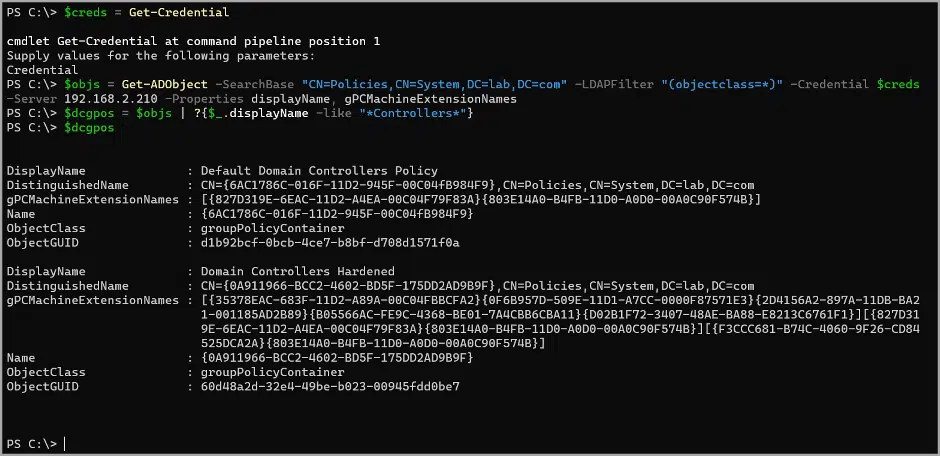 PS C:\> $creds = Get-Credential
cmdlet Get-Credential at command pipeline position 1
Supply values for the following parameters:
Credential
PS C:\> $objs = Get-ADObject -SearchBase "CN=Policies,CN=System,DC=lab,DC=com" -LDAPFilter "(objectclass=*)" -Credential $creds
-Server 192.168.2.210 -Properties displayName, gPCMachineExtensionNames
PS C:\> $dcgpos = $objs | ?{$_.displayName -like "*Controllers*"}
PS C:\> $dcgpos
DisplayName : Default Domain Controllers Policy
DistinguishedName : CN={6AC1786C-016F-11D2-945F-00C04fB984F9},CN=Policies,CN=System,DC=lab,DC=com
gPCMachineExtensionNames : [{827D319E-6EAC-11D2-A4EA-00C04F79F83A}{803E14A0-B4FB-11D0-A0D0-00A0C90F574B}]
Name : {6AC1786C-016F-11D2-945F-00C04fB984F9}
ObjectClass : groupPolicyContainer
ObjectGUID : d1b92bcf-0bcb-4ce7-b8bf-d708d1571f0a
DisplayName : Domain Controllers Hardened
DistinguishedName : CN={0A911966-BCC2-4602-BD5F-175DD2AD9B9F},CN=Policies,CN=System,DC=lab,DC=com
gPCMachineExtensionNames : [{35378EAC-683F-11D2-A89A-00C04FBBCFA2}{0F6B957D-509E-11D1-A7CC-0000F87571E3}{2D4156A2-897A-11DB-BA2
1-001185AD2B89}{B05566AC-FE9C-4368-BE01-7A4CBB6CBA11}{D02B1F72-3407-48AE-BA88-E8213C6761F1}][{827D31
9E-6EAC-11D2-A4EA-00C04F79F83A}{803E14A0-B4FB-11D0-A0D0-00A0C90F574B}][{F3CCC681-B74C-4060-9F26-CD84
525DCA2A}{803E14A0-B4FB-11D0-A0D0-00A0C90F574B}]
Name : {0A911966-BCC2-4602-BD5F-175DD2AD9B9F}
ObjectClass : groupPolicyContainer
ObjectGUID : 60d48a2d-32e4-49be-b023-00945fdd0be7
PS C:\>